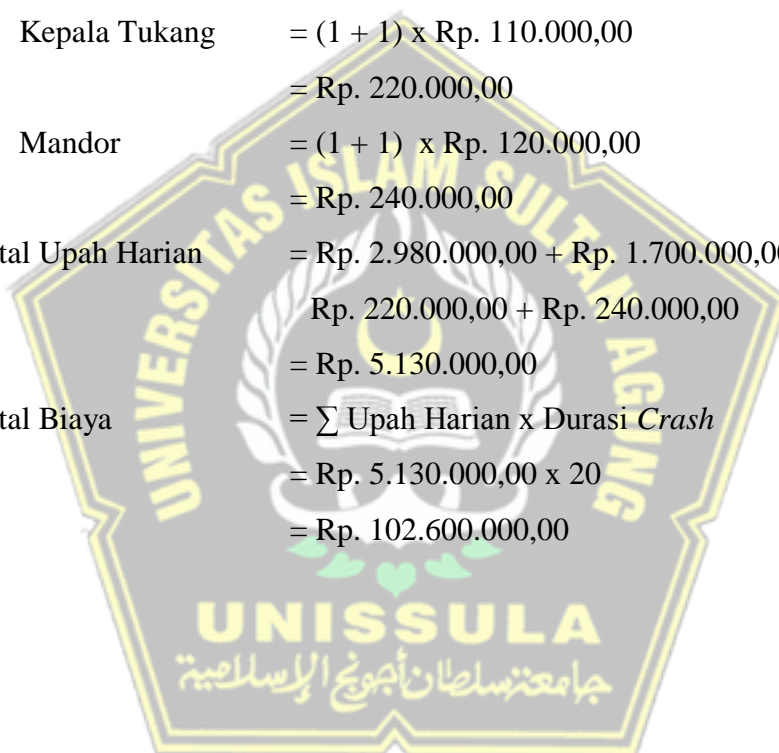 Kepala Tukang = (1 + 1) x Rp. 110.000,00
= Rp. 220.000,00
Mandor = (1 + 1) x Rp. 120.000,00
= Rp. 240.000,00
tal Upah Harian = Rp. 2.980.000,00 + Rp. 1.700.000,00
Rp. 220.000,00 + Rp. 240.000,00
= Rp. 5.130.000,00
tal Biaya = ∑ Upah Harian x Durasi Crash
= Rp. 5.130.000,00 x 20
= Rp. 102.600.000,00
UNIVERSITAS ISLAM SULTAN AGUNG
UNISSULA
جامعة سلطان أجونج الإسلامية